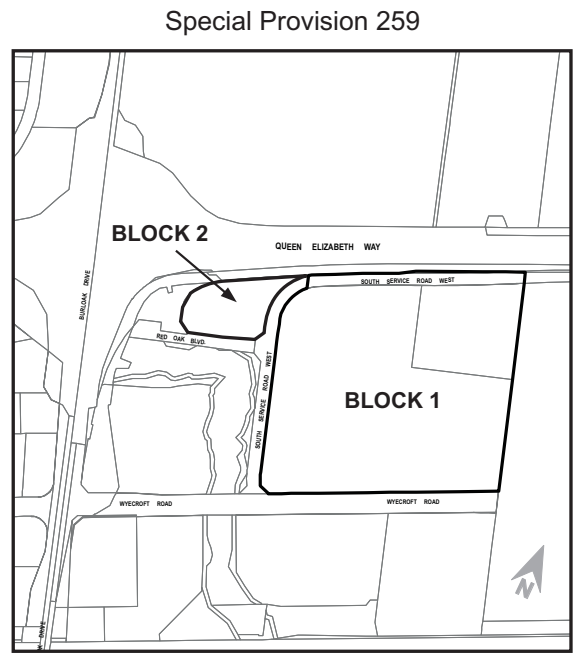 Special Provision 259
QUEEN ELIZABETH WAY
BLOCK 2
SOUTH SERVICE ROAD WEST
BURLOAK DRIVE
RED OAK BLVD.
SOUTH SERVICE ROAD WEST
BLOCK 1
WYECROFT ROAD
WYECROFT ROAD
N
DRIVE